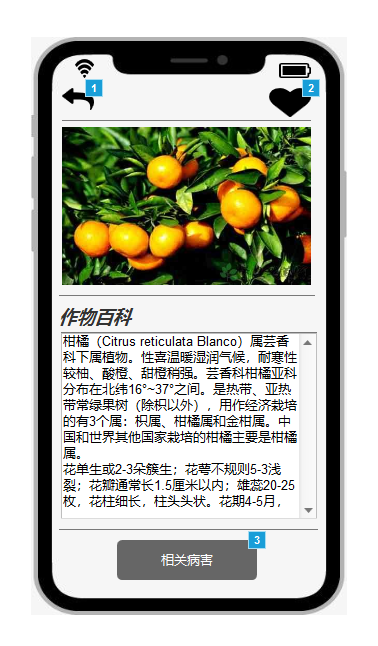 1
2
作物百科
柑橘（Citrus reticulata Blanco）属芸香
科下属植物。性喜温暖湿润气候，耐寒性
较柚、酸橙、甜橙稍强。芸香科柑橘亚科
分布在北纬16°~37°之间。是热带、亚热
带常绿果树（除枳以外），用作经济栽培
的有3个属：枳属、柑橘属和金柑属。中
国和世界其他国家栽培的柑橘主要是柑橘
属。
花单生或2-3朵簇生；花萼不规则5-3浅
裂；花瓣通常长1.5厘米以内；雄蕊20-25
枚，花柱细长，柱头头状。花期4-5月，
3
相关病害